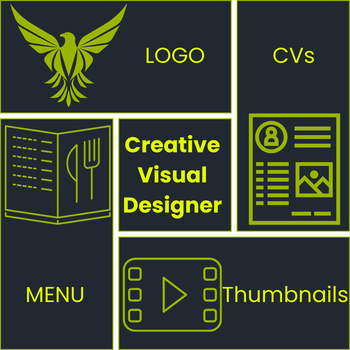 LOGO
CVs
Creative
Visual
Designer
MENU
Thumbnails